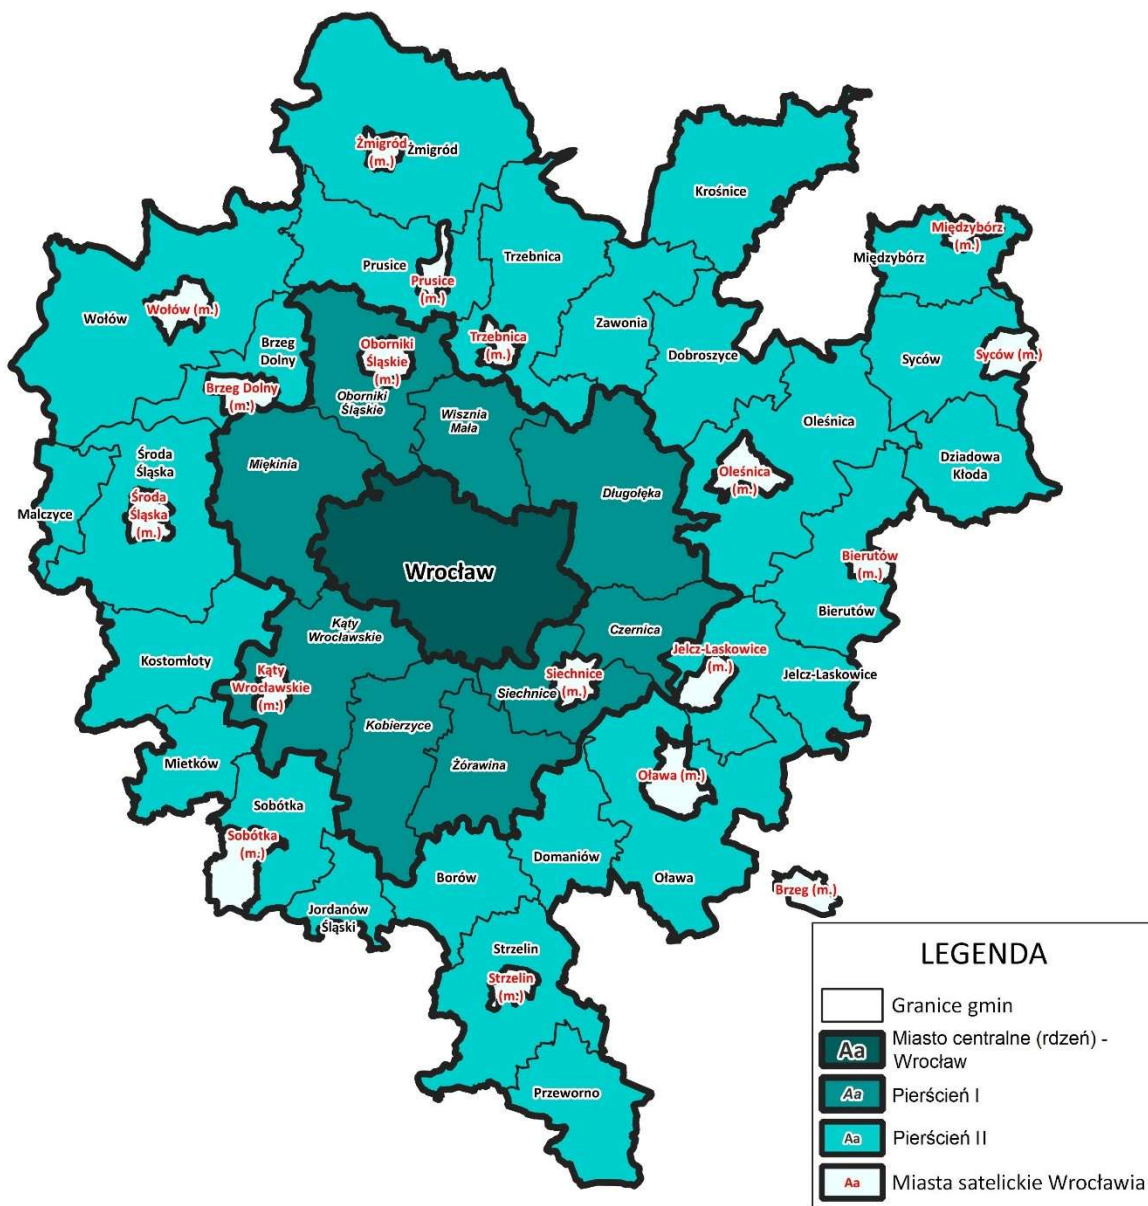 Żmigród
(m.)
Żmigród
Krośnice
Międzybórz
(m.)
Międzybórz
Trzebnica
Prusice
Prusice
(m.)
Wołów
Wołów (m.)
Brzeg
Dolny
Brzeg Dolny
(m.)
Oborniki
Śląskie
(m.)
Oborniki
Śląskie
Trzebnica
(m.)
Zawonia
Dobroszyce
Syców
Syców (m.)
Wisznia
Mała
Oleśnica
Oleśnica
(m.)
Dziadowa
Kłoda
Środa
Śląska
Środa
Śląska
(m.)
Malczyce
Miękinia
Długołęka
Wrocław
Bierutów
(m.)
Bierutów
Kąty
Wrocławskie
Czernica
Jelcz-Laskowice
(m.)
Jelcz-Laskowice
Kostomłoty
Kąty
Wrocławskie
(m.)
Siechnice
(m.)
Siechnice
Kobierzyce
Żórawina
Mietków
Oława (m.)
Sobótka
Sobótka
(m.)
Domaniów
Borów
Oława
Brzeg (m.)
Jordanów
Śląski
Strzelin
Strzelin
(m.)
Przeworno
LEGENDA
Granice gmin
Aa Miasto centralne (rdzeń) -
Wrocław
Aa Pierścień I
Aa Pierścień II
Aa Miasta satelickie Wrocławia